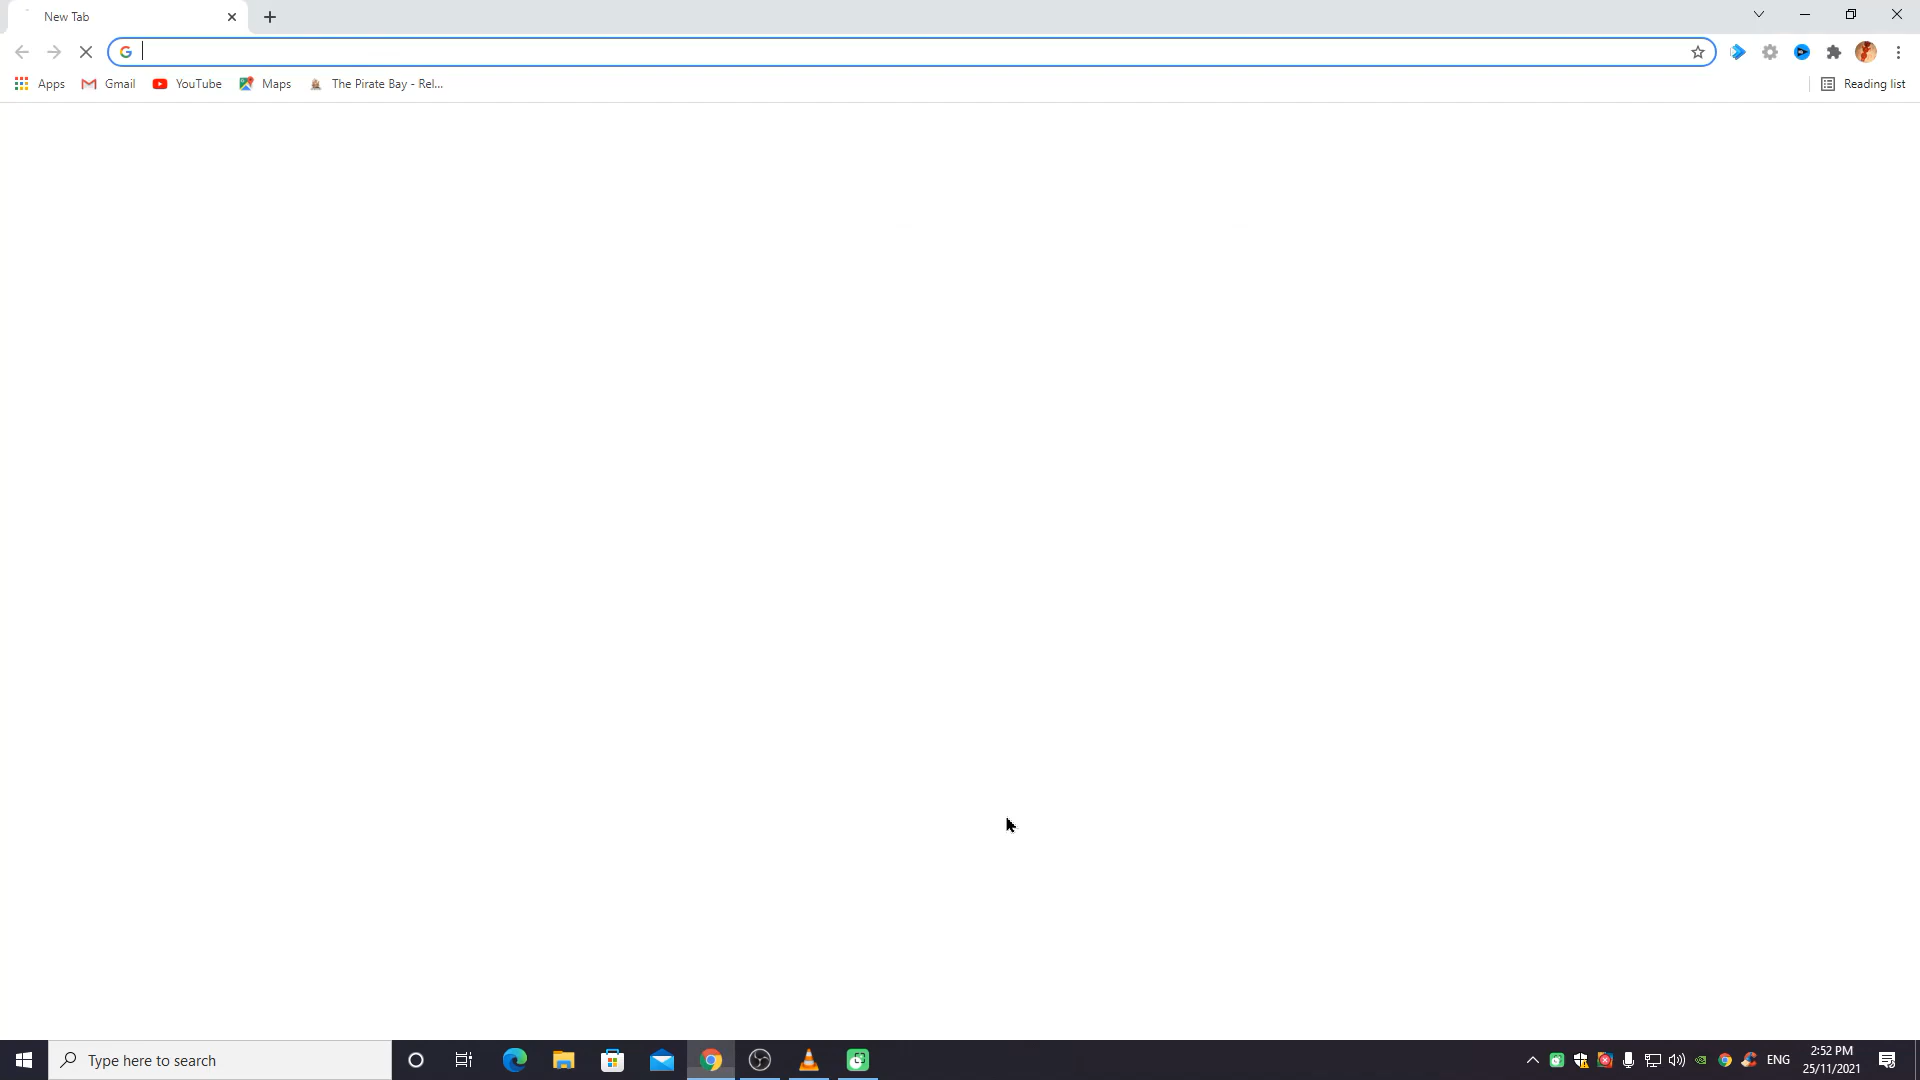 New Tab
Apps
Gmail
YouTube
Maps
The Pirate Bay - Rel...
Reading list
Type here to search
ENG
2:52 PM
25/11/2021